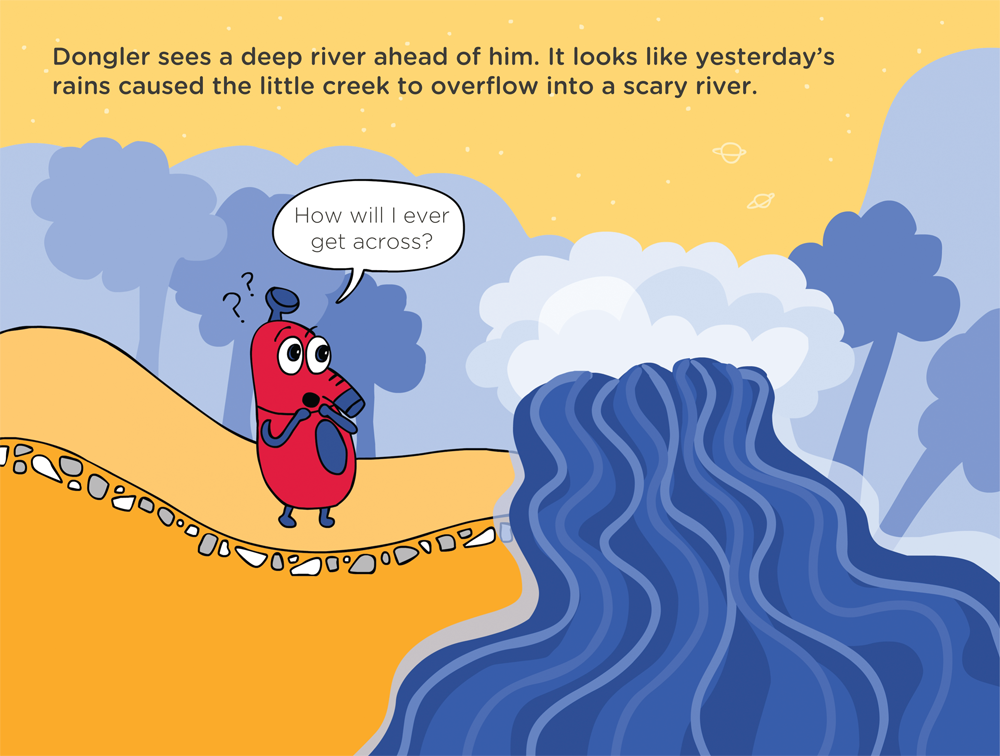 Dongler sees a deep river ahead of him. It looks like yesterday’s
rains caused the little creek to overflow into a scary river.
How will I ever
get across?
? ?